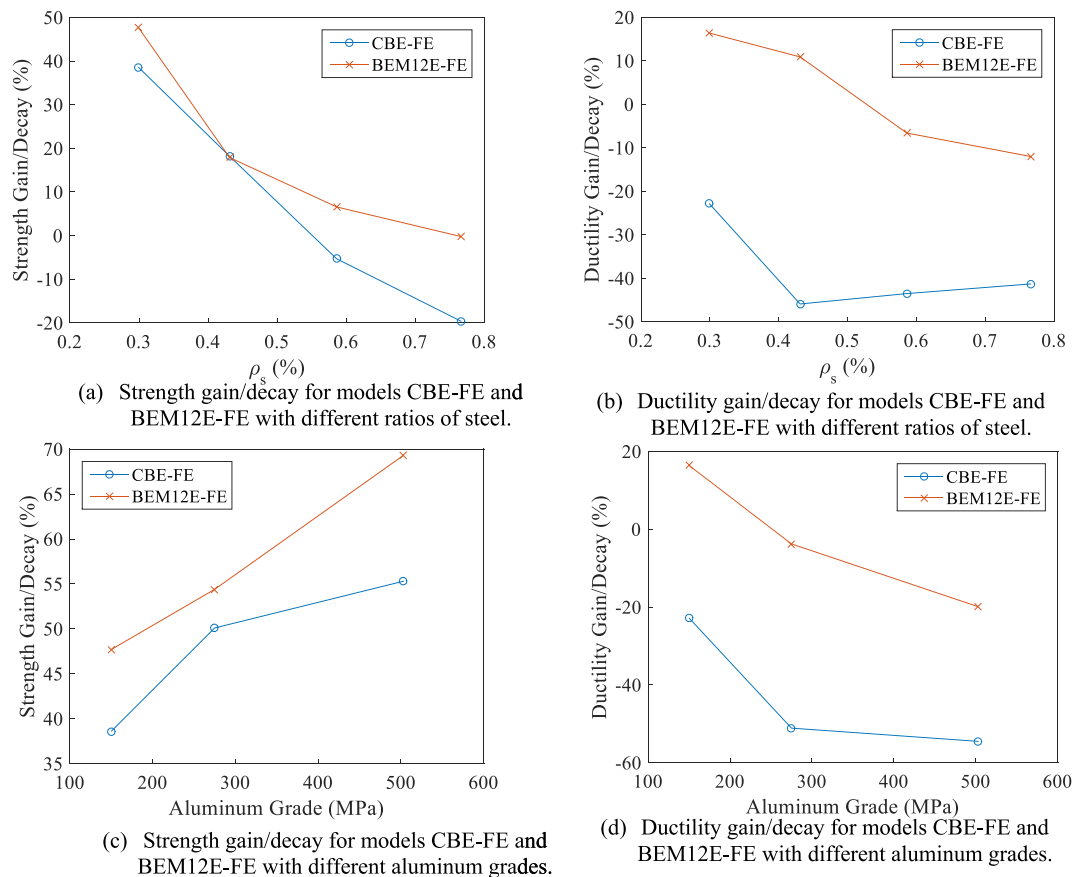 50
40
30
20
10
0
-10
-20
Strength Gain/Decay (%)
CBE-FE
BEM12E-FE
0.2 0.3 0.4 0.5 0.6 0.7 0.8
ρs (%)
(a) Strength gain/decay for models CBE-FE and
BEM12E-FE with different ratios of steel.
20
10
0
-10
-20
-30
-40
-50
Ductility Gain/Decay (%)
CBE-FE
BEM12E-FE
0.2 0.3 0.4 0.5 0.6 0.7 0.8
ρs (%)
(b) Ductility gain/decay for models CBE-FE and
BEM12E-FE with different ratios of steel.
70
65
60
55
50
45
40
35
Strength Gain/Decay (%)
CBE-FE
BEM12E-FE
100 200 300 400 500 600
Aluminum Grade (MPa)
(c) Strength gain/decay for models CBE-FE and
BEM12E-FE with different aluminum grades.
20
0
-20
-40
-60
Ductility Gain/Decay (%)
CBE-FE
BEM12E-FE
100 200 300 400 500 600
Aluminum Grade (MPa)
(d) Ductility gain/decay for models CBE-FE and
BEM12E-FE with different aluminum grades.